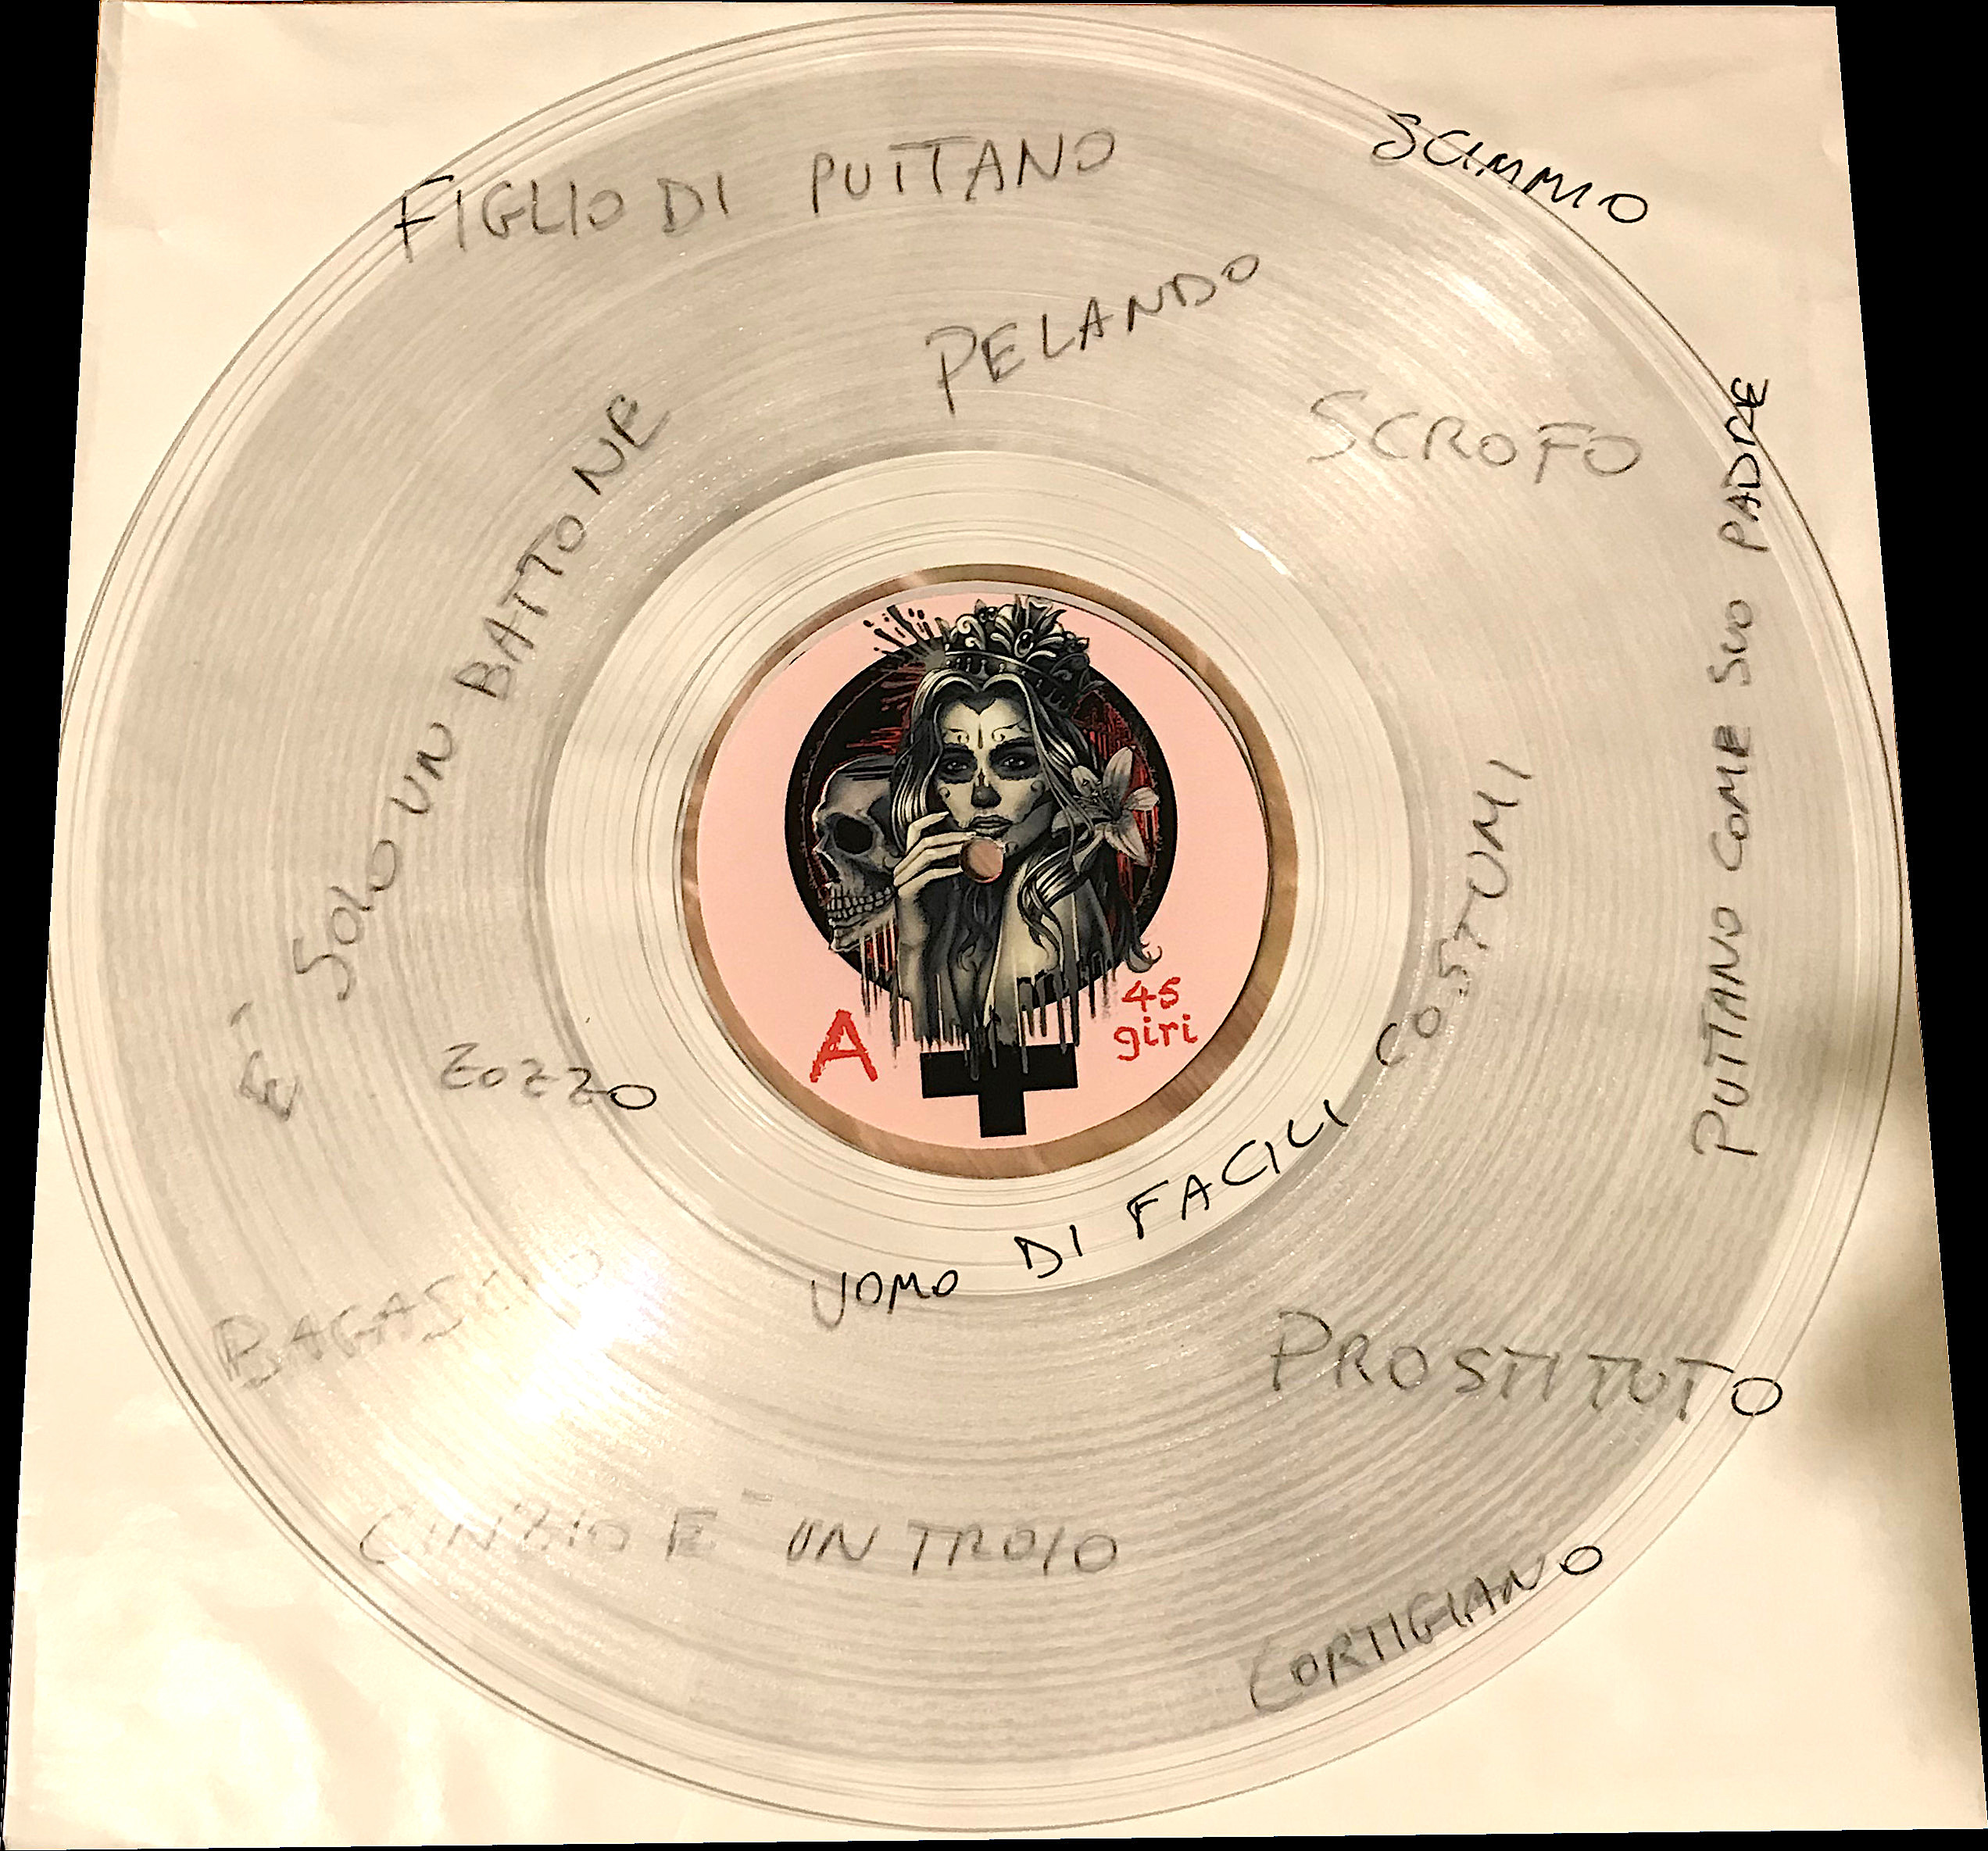 SCIMMIO
FIGLIO DI PUTTANO
PELANDO
SCROFO
È SOLO UN BATTONE
PUTTANO COME SUO PADRE
A
45
giri
ZOZZO
UOMO DI FACILI COSTUMI
BAGASCIO
PROSTITUTO
CINZIO E' UN TROIO
CORTIGIANO